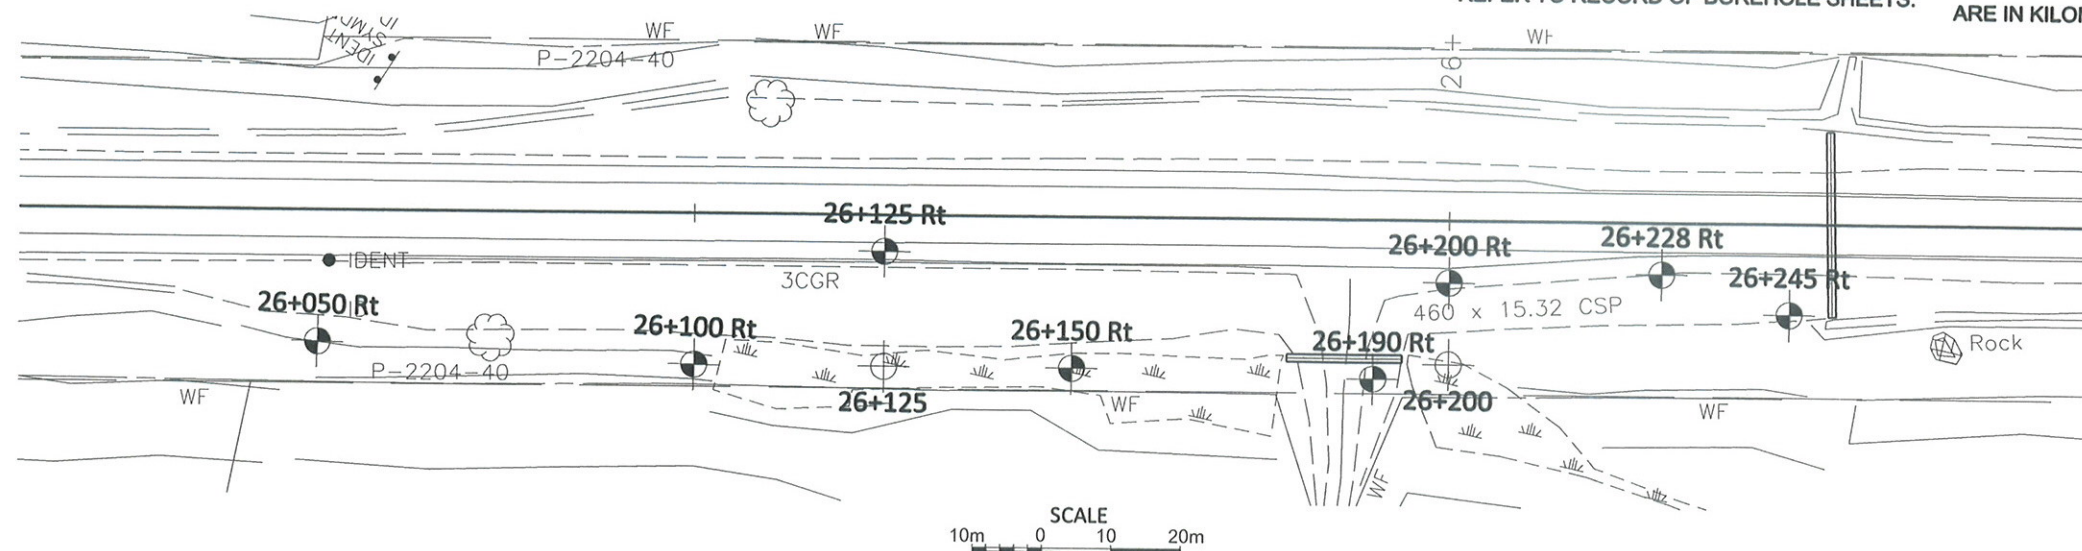 ARE IN KILO
WF
WF
WF
P-2204-40
26
IDENT
26+125 Rt
26+200 Rt
26+228 Rt
IDENT
3CGR
26+245 Rt
26+050 Rt
460 x 15.32 CSP
26+100 Rt
26+150 Rt
26+190 Rt
Rock
P-2204-40
WF
26+125
WF
26+200
WF
WF
SCALE
10m 0 10 20m